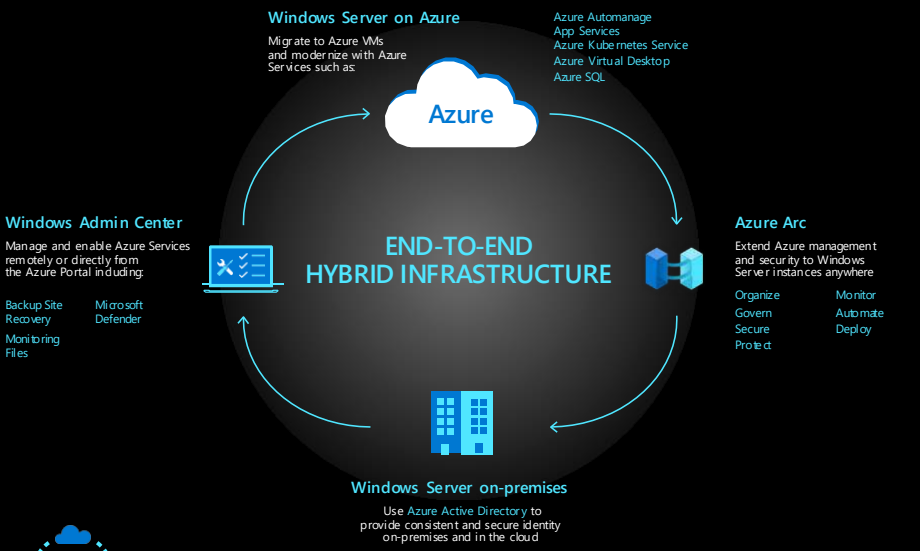 Windows Server on Azure
Migrate to Azure VMs
and modernize with Azure
Services such as:
Azure Automanage
App Services
Azure Kubernetes Service
Azure Virtual Desktop
Azure SQL
Azure
Windows Admin Center
Manage and enable Azure Services
remotely or directly from
the Azure Portal including:
Backup Site
Recovery
Monitoring
Files
Microsoft
Defender
END-TO-END
HYBRID INFRASTRUCTURE
Azure Arc
Extend Azure management
and security to Windows
Server instances anywhere
Organize
Govern
Secure
Protect
Monitor
Automate
Deploy
Windows Server on-premises
Use Azure Active Directory to
provide consistent and secure identity
on-premises and in the cloud